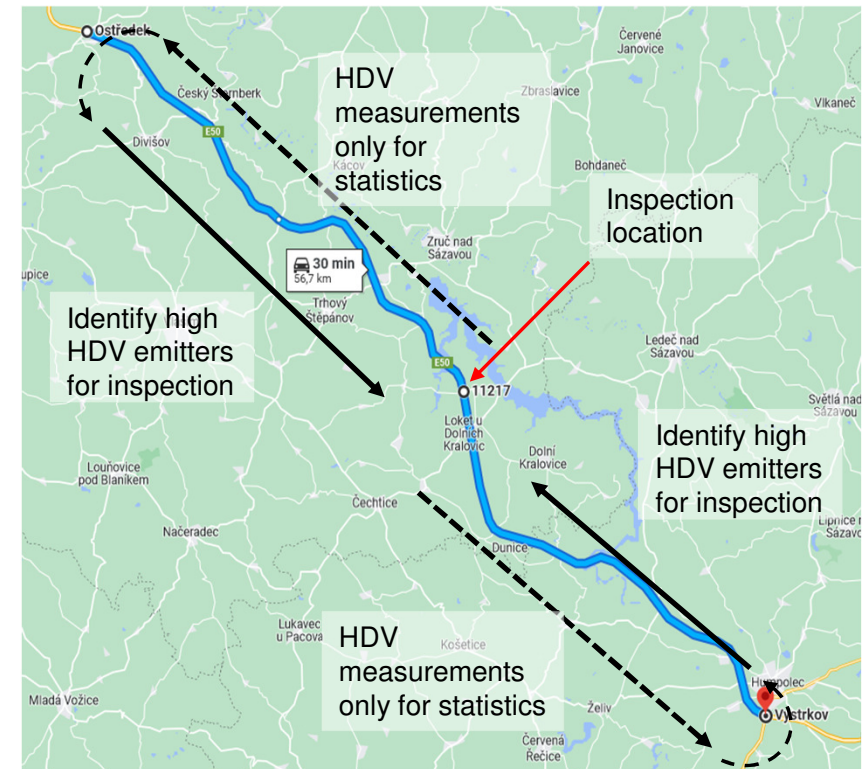 Ostředek
Červené
Janovice
HDV
measurements
only for
statistics
Český Šternberk
Zbraslavice
Vlkaneč
E50
Divišov
Kácov
Bohdaneč
Inspection
location
Zruč nad
Sázavou
30 min
56,7 km
upice
Trhový
Štěpánov
Identify high
HDV emitters
for inspection
Ledeč nad
Sázavou
E50
11217
Světlá nad
Sázavou
Loket u
Dolních
Kralovic
Identify high
HDV emitters
for inspection
Dolní
Kralovice
Louňovice
pod Blaníkem
Čechtice
Lipnice n
Sázavo
Načeradec
Dunice
Lukavec
u Pacova
HDV
measurements
only for statistics
Košetice
Humpolec
Mladá Vožice
Želiv
Vystrkov
Červená
Řečice